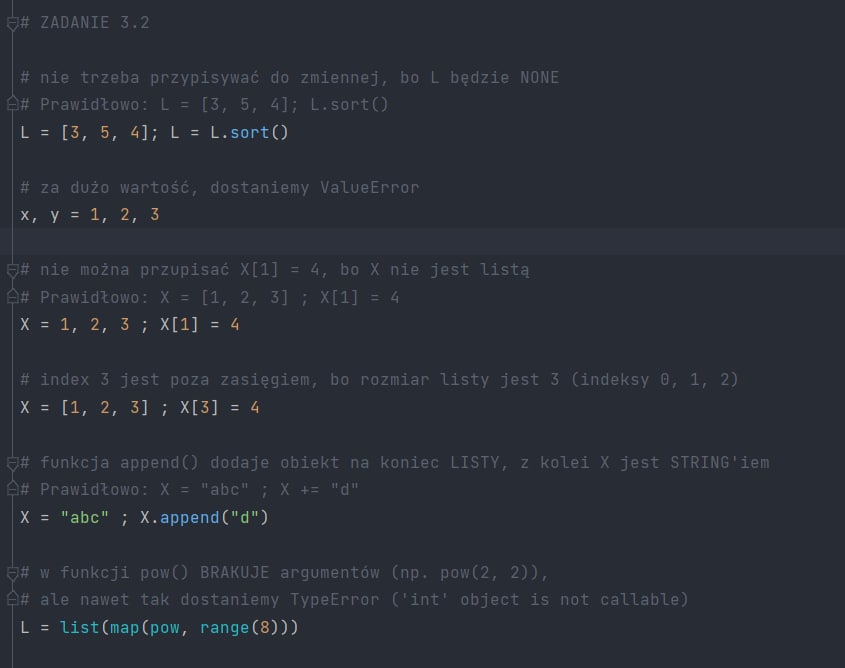 # ZADANIE 3.2
# nie trzeba przypisywać do zmiennej, bo L będzie NONE
# Prawidłowo: L = [3, 5, 4]; L.sort()
L = [3, 5, 4]; L = L.sort()
# za dużo wartość, dostaniemy ValueError
x, y = 1, 2, 3
# nie można przupisać X[1] = 4, bo X nie jest listą
# Prawidłowo: X = [1, 2, 3] ; X[1] = 4
X = 1, 2, 3 ; X[1] = 4
# index 3 jest poza zasięgiem, bo rozmiar listy jest 3 (indeksy 0, 1, 2)
X = [1, 2, 3] ; X[3] = 4
# funkcja append() dodaje obiekt na koniec LISTY, z kolei X jest STRING'iem
# Prawidłowo: X = "abc" ; X += "d"
X = "abc" ; X.append("d")
# w funkcji pow() BRAKUJE argumentów (np. pow(2, 2)),
# ale nawet tak dostaniemy TypeError ('int' object is not callable)
L = list(map(pow, range(8)))